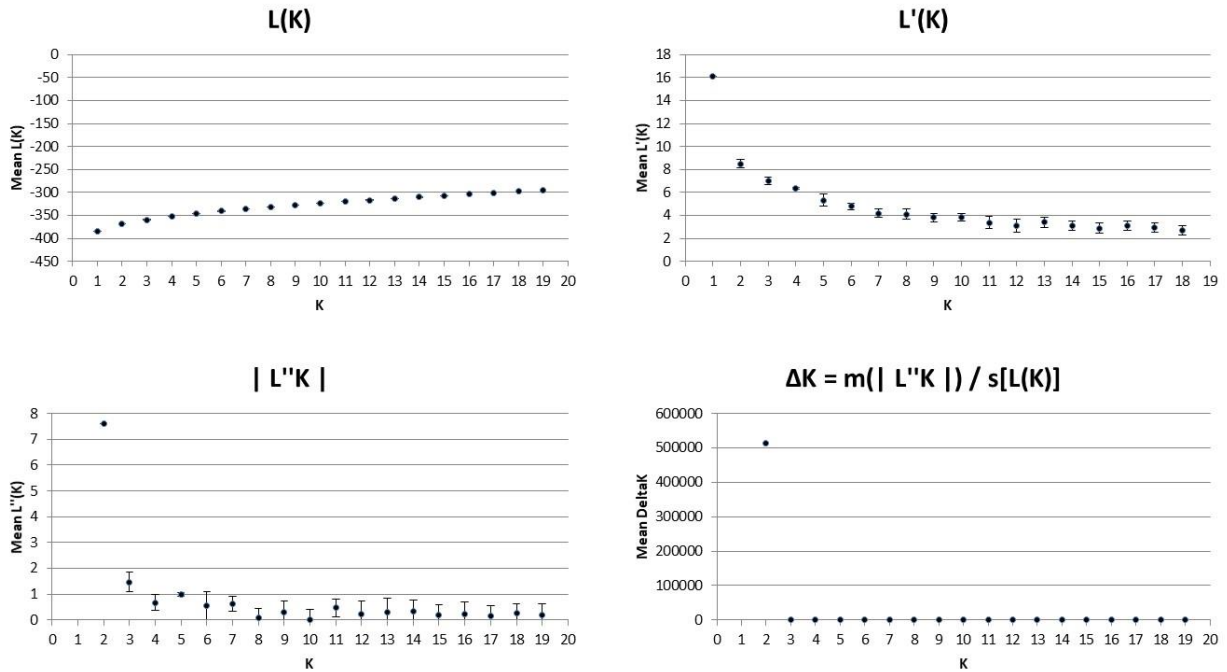 L(K)
0
-50
-100
-150
-200
-250
-300
-350
-400
-450
Mean L(K)
0 1 2 3 4 5 6 7 8 9 10 11 12 13 14 15 16 17 18 19 20
K
L'(K)
18
16
14
12
10
8
6
4
2
0
Mean L'(K)
0 1 2 3 4 5 6 7 8 9 10 11 12 13 14 15 16 17 18 19
K
| L''K |
8
7
6
5
4
3
2
1
0
Mean L''(K)
0 1 2 3 4 5 6 7 8 9 10 11 12 13 14 15 16 17 18 19 20
K
ΔK = m(| L''K |) / s[L(K)]
600000
500000
400000
300000
200000
100000
0
Mean DeltaK
0 1 2 3 4 5 6 7 8 9 10 11 12 13 14 15 16 17 18 19 20
K